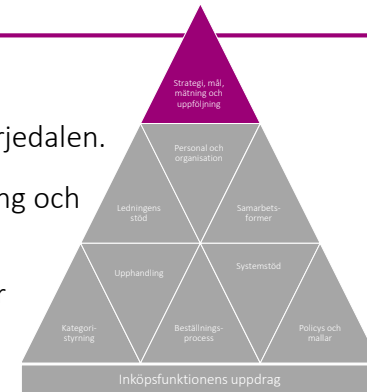 Strategi, mål,
mätning och
uppföljning
rjedalen.
Personal och
organisation
ng och
Ledningens
stöd
Samarbets-
former
Upphandling
Systemstöd
r
Kategori-
styrning
Beställnings-
process
Policys och
mallar
Inköpsfunktionens uppdrag